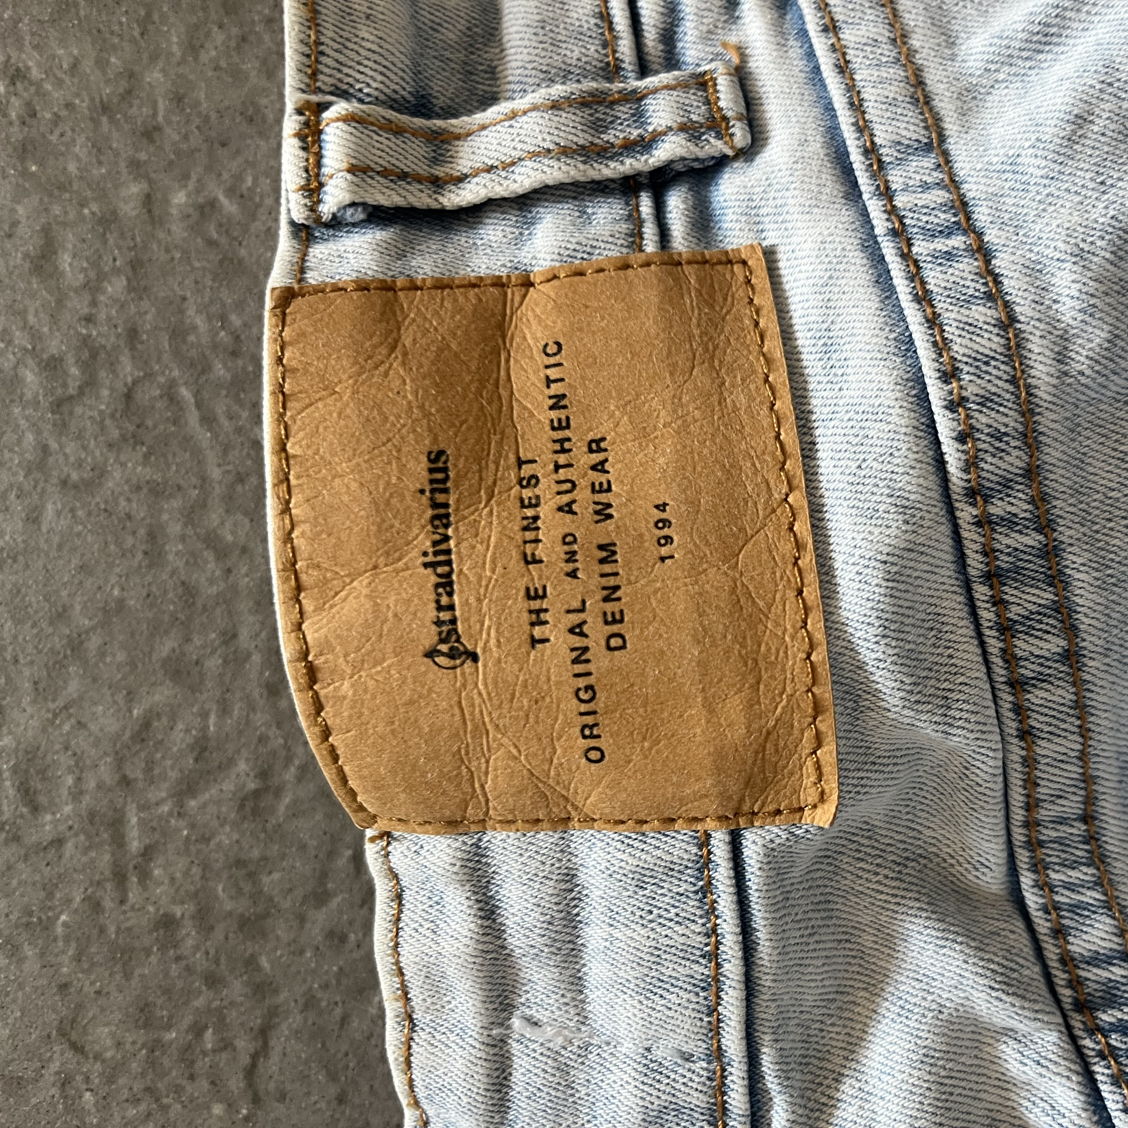 stradivarius
THE FINEST
ORIGINAL AND AUTHENTIC
DENIM WEAR
1994